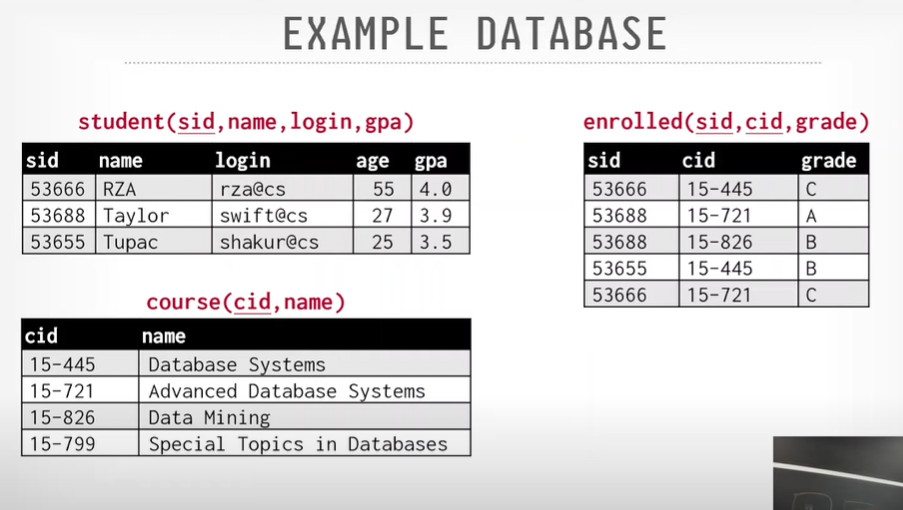 EXAMPLE DATABASE
student(sid,name,login,gpa)
sid name login age gpa
53666 RZA rza@cs 55 4.0
53688 Taylor swift@cs 27 3.9
53655 Tupac shakur@cs 25 3.5
course(cid,name)
cid name
15-445 Database Systems
15-721 Advanced Database Systems
15-826 Data Mining
15-799 Special Topics in Databases
enrolled(sid,cid,grade)
sid cid grade
53666 15-445 C
53688 15-721 A
53688 15-826 B
53655 15-445 B
53666 15-721 C